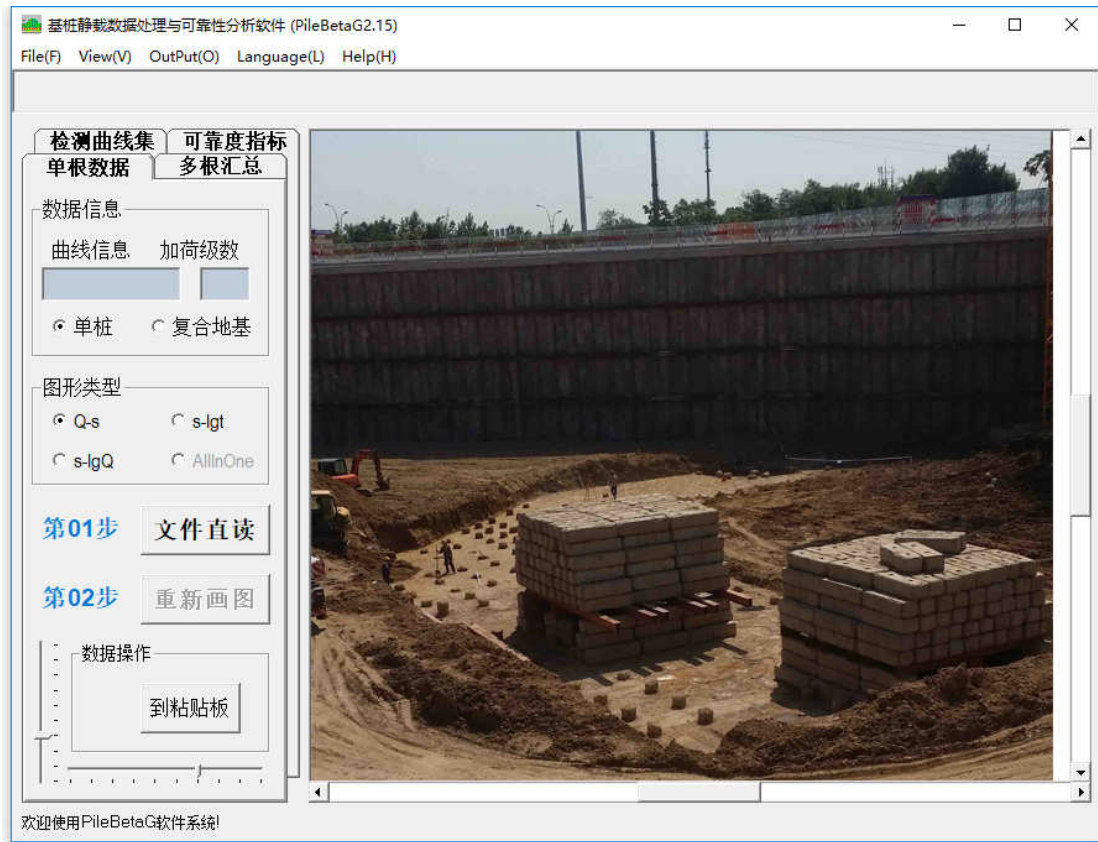 基桩静载数据处理与可靠性分析软件 (PileBetaG2.15)
File(F) View(V) OutPut(O) Language(L) Help(H)
检测曲线集 可靠度指标
单根数据 多根汇总
数据信息
曲线信息 加荷级数
单桩 复合地基
图形类型
Q-s s-lgt
s-lgQ AllInOne
第01步 文件直读
第02步 重新画图
数据操作
到粘贴板
欢迎使用PileBetaG软件系统!